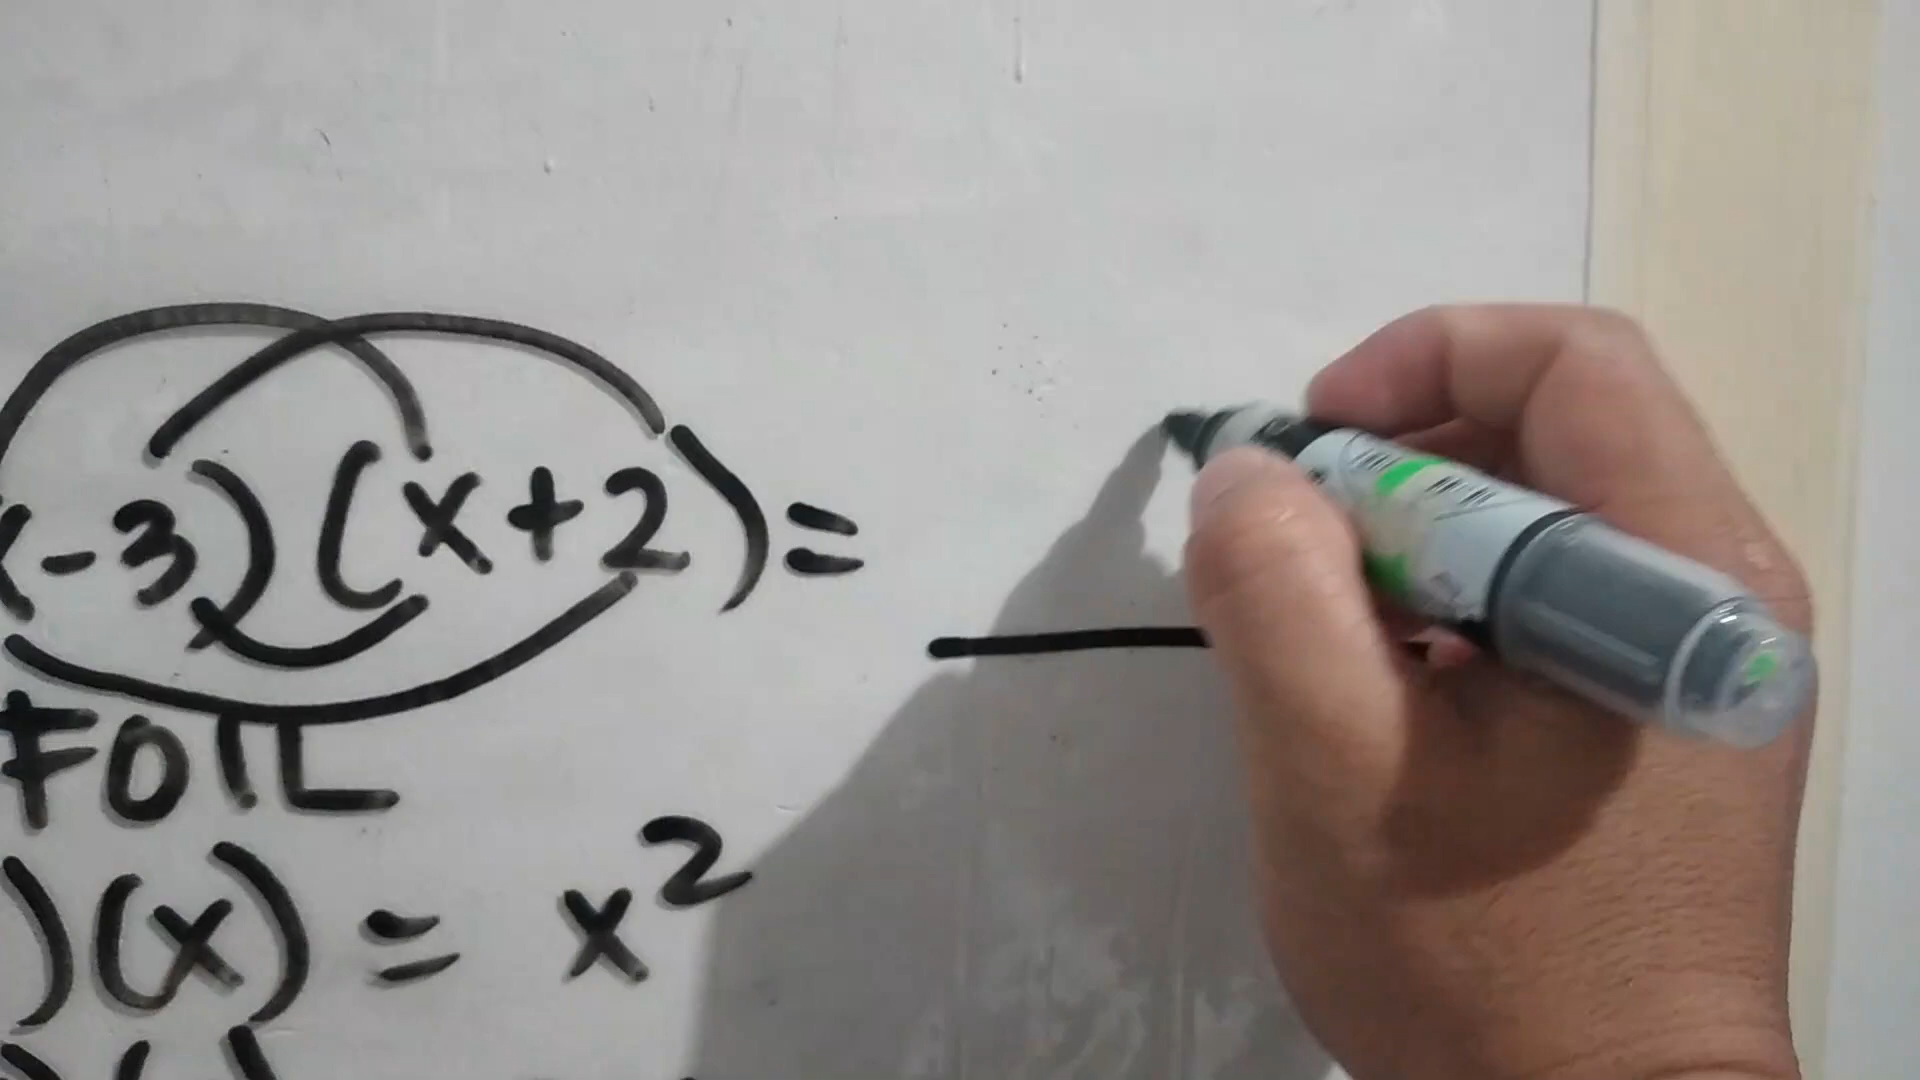 x-3)(x+2)=
FOIL
)(x) = x²